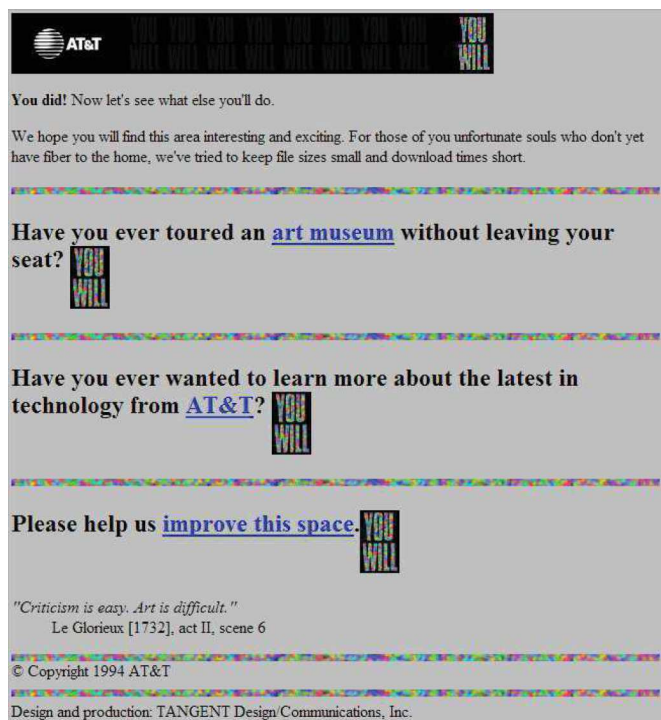 AT&T YOU WILL YOU WILL YOU WILL YOU WILL YOU WILL YOU WILL YOU WILL YOU WILL YOU WILL
You did! Now let's see what else you'll do.
We hope you will find this area interesting and exciting. For those of you unfortunate souls who don't yet
have fiber to the home, we've tried to keep file sizes small and download times short.
Have you ever toured an art museum without leaving your
seat? YOU WILL
Have you ever wanted to learn more about the latest in
technology from AT&T? YOU WILL
Please help us improve this space. YOU WILL
"Criticism is easy. Art is difficult."
Le Glorieux [1732], act II, scene 6
© Copyright 1994 AT&T
Design and production: TANGENT Design/Communications, Inc.